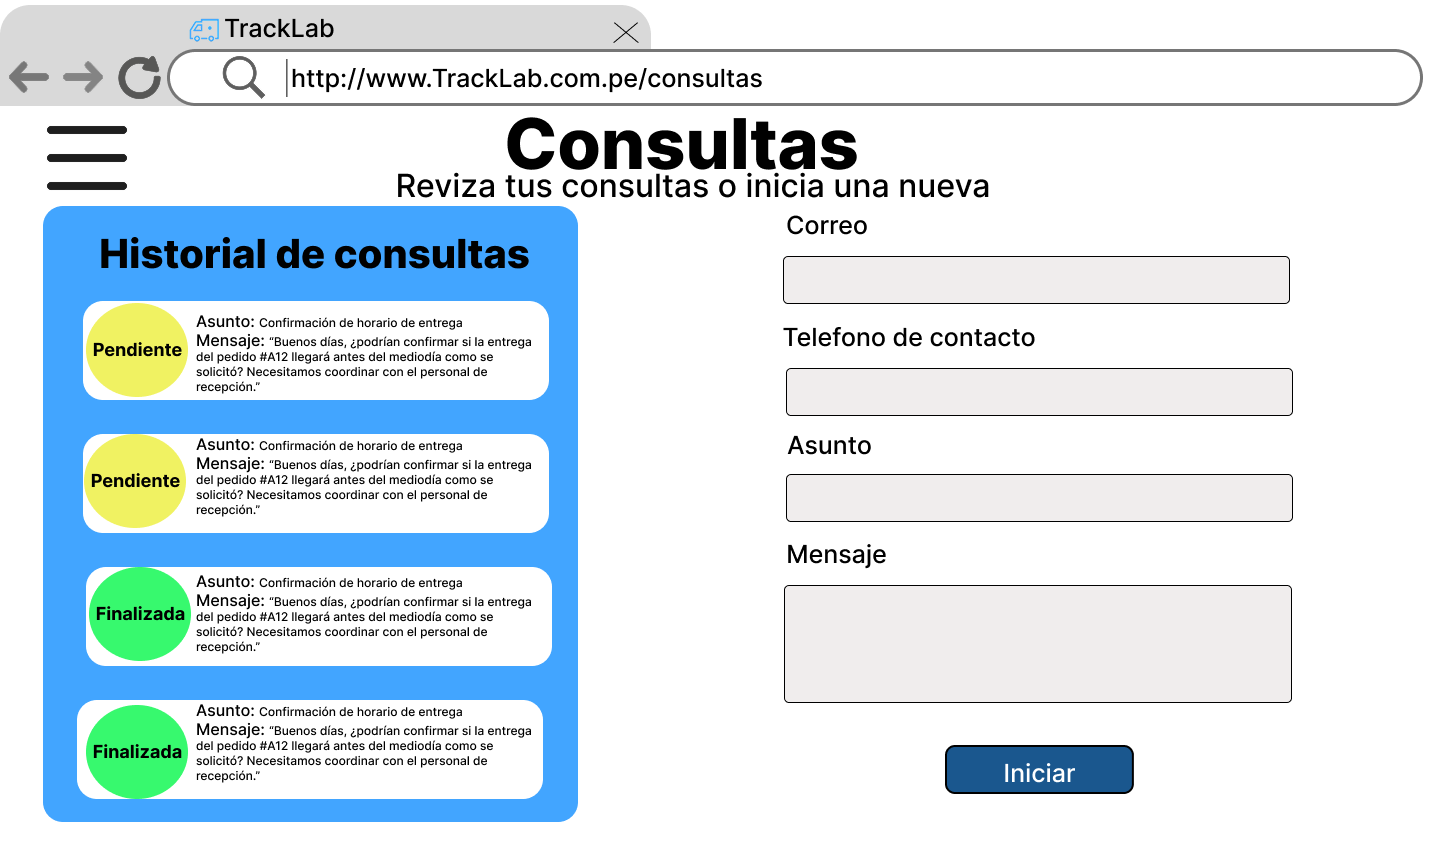 TrackLab
http://www.TrackLab.com.pe/consultas
Consultas
Reviza tus consultas o inicia una nueva
Historial de consultas
Pendiente
Asunto: Confirmación de horario de entrega
Mensaje: “Buenos días, ¿podrían confirmar si la entrega
del pedido #A12 llegará antes del mediodía como se
solicitó? Necesitamos coordinar con el personal de
recepción.”
Pendiente
Asunto: Confirmación de horario de entrega
Mensaje: “Buenos días, ¿podrían confirmar si la entrega
del pedido #A12 llegará antes del mediodía como se
solicitó? Necesitamos coordinar con el personal de
recepción.”
Finalizada
Asunto: Confirmación de horario de entrega
Mensaje: “Buenos días, ¿podrían confirmar si la entrega
del pedido #A12 llegará antes del mediodía como se
solicitó? Necesitamos coordinar con el personal de
recepción.”
Finalizada
Asunto: Confirmación de horario de entrega
Mensaje: “Buenos días, ¿podrían confirmar si la entrega
del pedido #A12 llegará antes del mediodía como se
solicitó? Necesitamos coordinar con el personal de
recepción.”
Correo
Telefono de contacto
Asunto
Mensaje
Iniciar